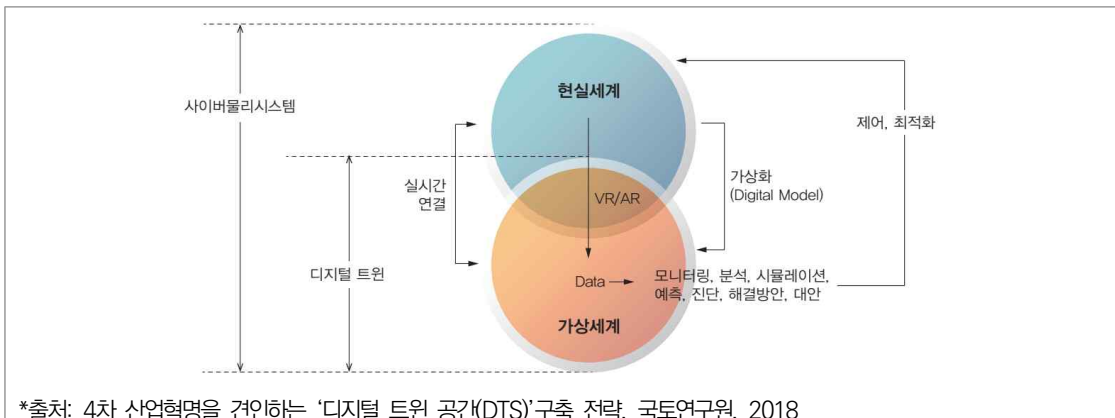 현실세계
사이버물리시스템
제어, 최적화
실시간
연결
가상화
(Digital Model)
VR/AR
디지털 트윈
Data
모니터링, 분석, 시뮬레이션,
예측, 진단, 해결방안, 대안
가상세계
*출처: 4차 산업혁명을 견인하는 ‘디지털 트윈 공간(DTS)’구축 전략, 국토연구원, 2018